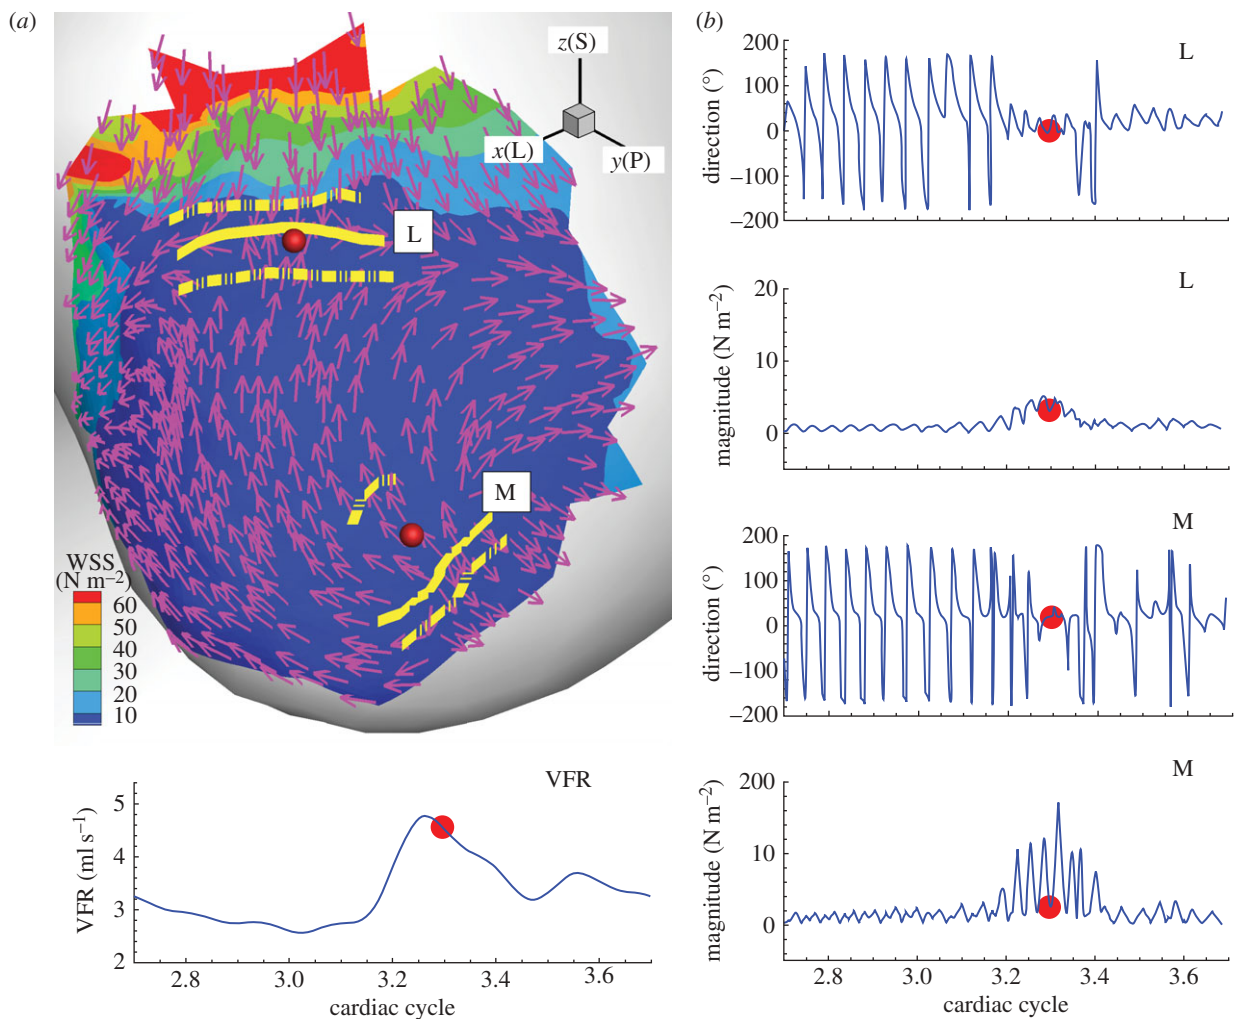 (a)
z(S)
x(L)
y(P)
L
M
WSS
(N m⁻²)
60
50
40
30
20
10
VFR
VFR (ml s⁻¹)
5
4
3
2
2.8 3.0 3.2 3.4 3.6
cardiac cycle
(b)
L
direction (°)
200
100
0
−100
−200
L
magnitude (N m⁻²)
20
10
0
M
direction (°)
200
100
0
−100
−200
M
magnitude (N m⁻²)
200
10
0
2.8 3.0 3.2 3.4 3.6
cardiac cycle